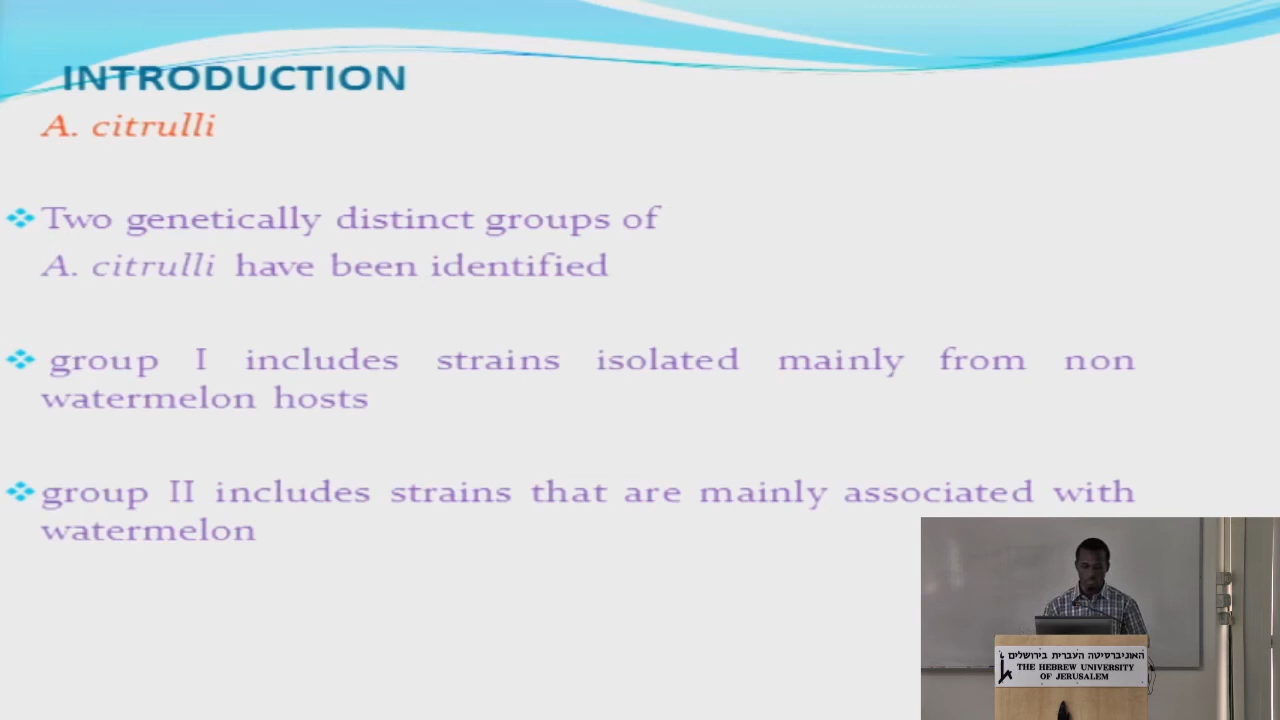 INTRODUCTION
A. citrulli
Two genetically distinct groups of
A. citrulli have been identified
group I includes strains isolated mainly from non
watermelon hosts
group II includes strains that are mainly associated with
watermelon
האוניברסיטה העברית בירושלים
THE HEBREW UNIVERSITY
OF JERUSALEM